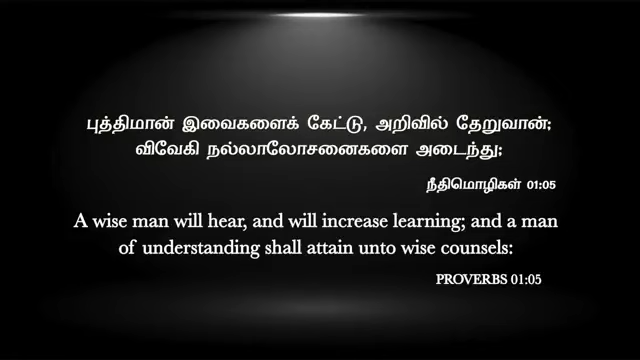 புத்திமான் இவைகளைக் கேட்டு, அறிவில் தேறுவான்;
விவேகி நல்லாலோசனைகளை அடைந்து;
நீதிமொழிகள் 01:05
A wise man will hear, and will increase learning; and a man
of understanding shall attain unto wise counsels:
PROVERBS 01:05